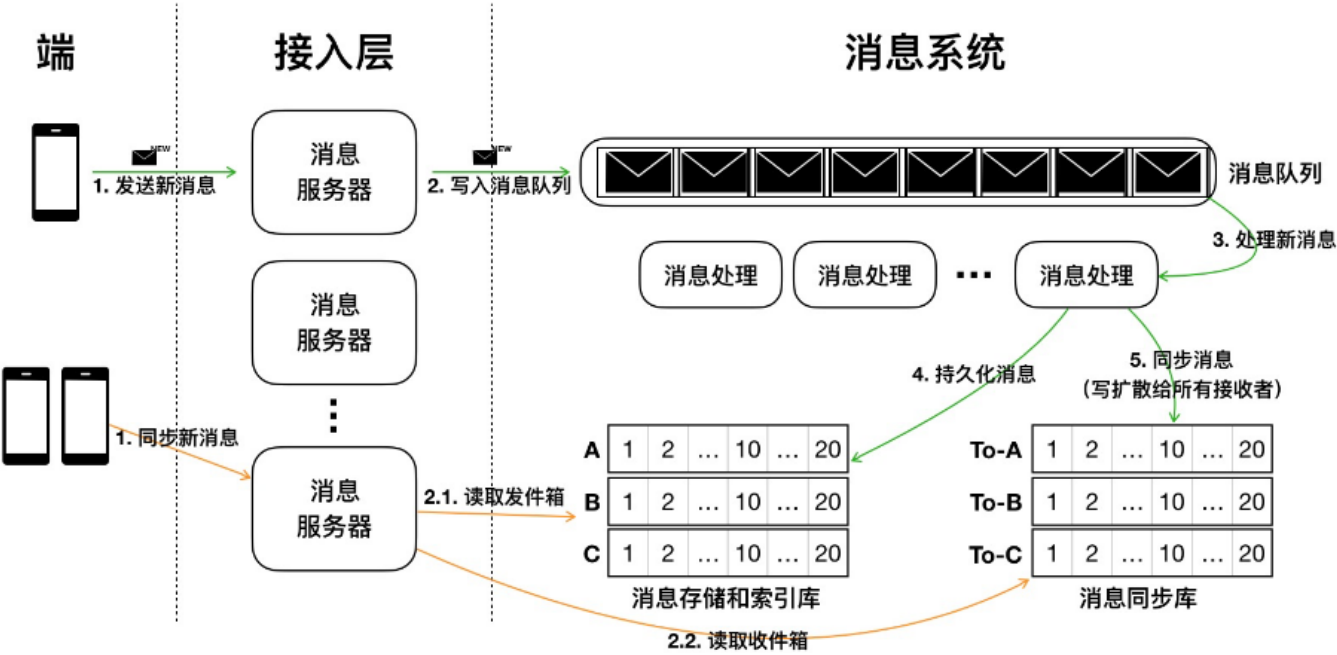 端
接入层
消息系统
NEW
NEW
消息
服务器
1. 发送新消息
2. 写入消息队列
消息队列
3. 处理新消息
消息处理
消息处理
...
消息处理
消息
服务器
4. 持久化消息
5. 同步消息
（写扩散给所有接收者）
1. 同步新消息
A 1 2 ... 10 ... 20
To-A 1 2 ... 10 ... 20
消息
服务器
2.1. 读取发件箱
B 1 2 ... 10 ... 20
To-B 1 2 ... 10 ... 20
C 1 2 ... 10 ... 20
To-C 1 2 ... 10 ... 20
消息存储和索引库
消息同步库
2.2. 读取收件箱